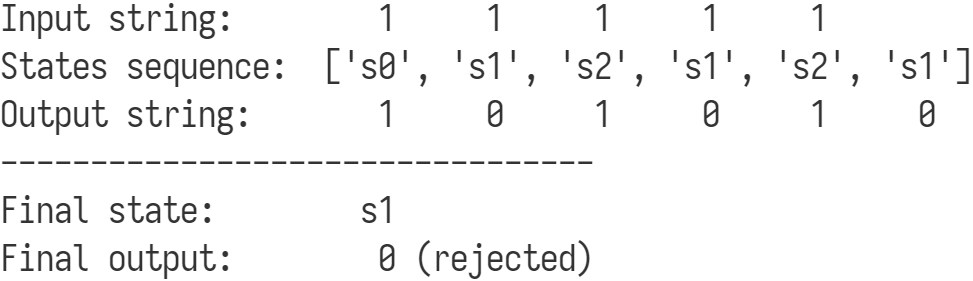 Input string:        1     1     1     1     1
States sequence:  ['s0', 's1', 's2', 's1', 's2', 's1']
Output string:       1     0     1     0     1     0
---------------------------------
Final state:        s1
Final output:        0 (rejected)